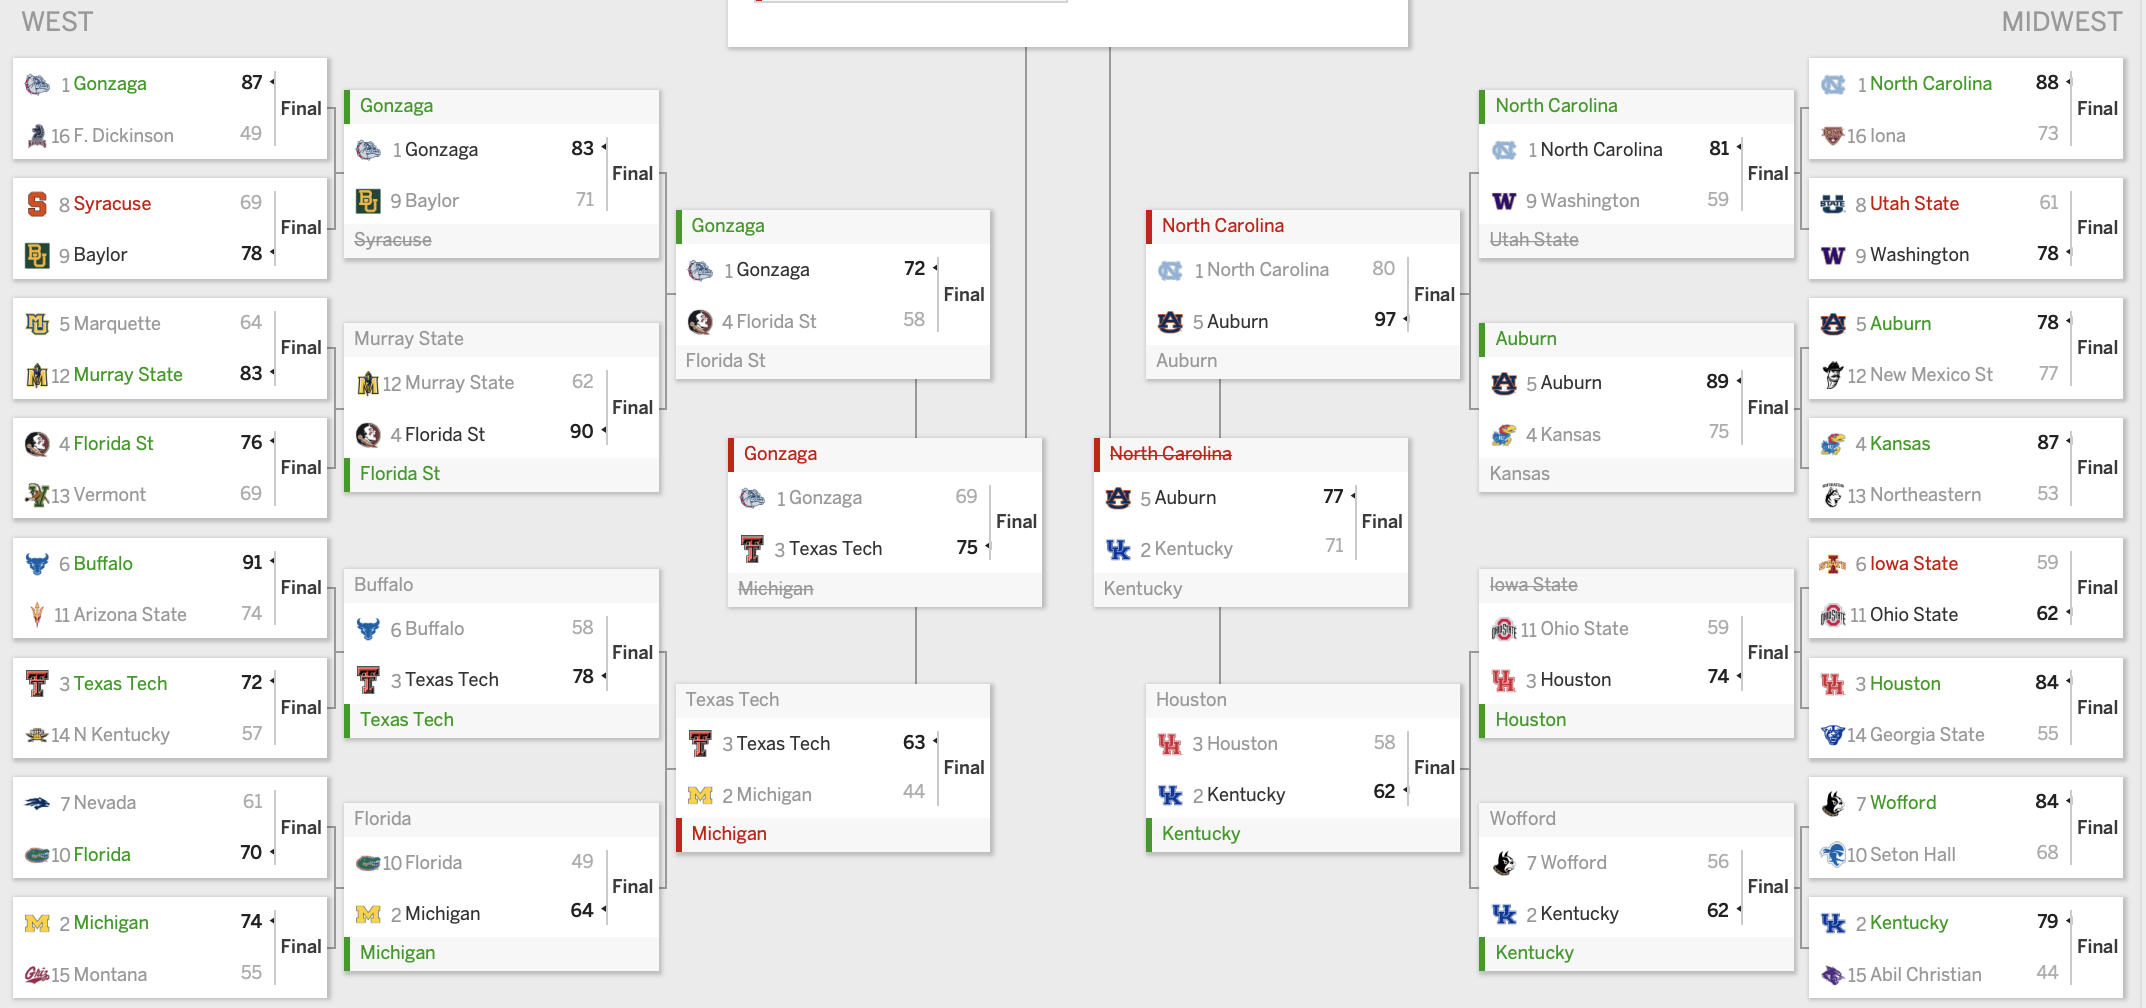 WEST
MIDWEST
1 Gonzaga 87
16 F. Dickinson 49
Final
8 Syracuse 69
9 Baylor 78
Final
5 Marquette 64
12 Murray State 83
Final
4 Florida St 76
13 Vermont 69
Final
6 Buffalo 91
11 Arizona State 74
Final
3 Texas Tech 72
14 N Kentucky 57
Final
7 Nevada 61
10 Florida 70
Final
2 Michigan 74
15 Montana 55
Final
Gonzaga
1 Gonzaga 83
9 Baylor 71
Final
Syracuse
Murray State
12 Murray State 62
4 Florida St 90
Final
Florida St
Buffalo
6 Buffalo 58
3 Texas Tech 78
Final
Texas Tech
Florida
10 Florida 49
2 Michigan 64
Final
Michigan
Gonzaga
1 Gonzaga 72
4 Florida St 58
Final
Florida St
Texas Tech
3 Texas Tech 63
2 Michigan 44
Final
Michigan
Gonzaga
1 Gonzaga 69
3 Texas Tech 75
Final
Michigan
North Carolina
5 Auburn 77
2 Kentucky 71
Final
Kentucky
North Carolina
1 North Carolina 80
5 Auburn 97
Final
Auburn
Houston
3 Houston 58
2 Kentucky 62
Final
Kentucky
North Carolina
1 North Carolina 81
9 Washington 59
Final
Utah State
Auburn
5 Auburn 89
4 Kansas 75
Final
Kansas
Iowa State
11 Ohio State 59
3 Houston 74
Final
Houston
Wofford
7 Wofford 56
2 Kentucky 62
Final
Kentucky
1 North Carolina 88
16 Iona 73
Final
8 Utah State 61
9 Washington 78
Final
5 Auburn 78
12 New Mexico St 77
Final
4 Kansas 87
13 Northeastern 53
Final
6 Iowa State 59
11 Ohio State 62
Final
3 Houston 84
14 Georgia State 55
Final
7 Wofford 84
10 Seton Hall 68
Final
2 Kentucky 79
15 Abil Christian 44
Final